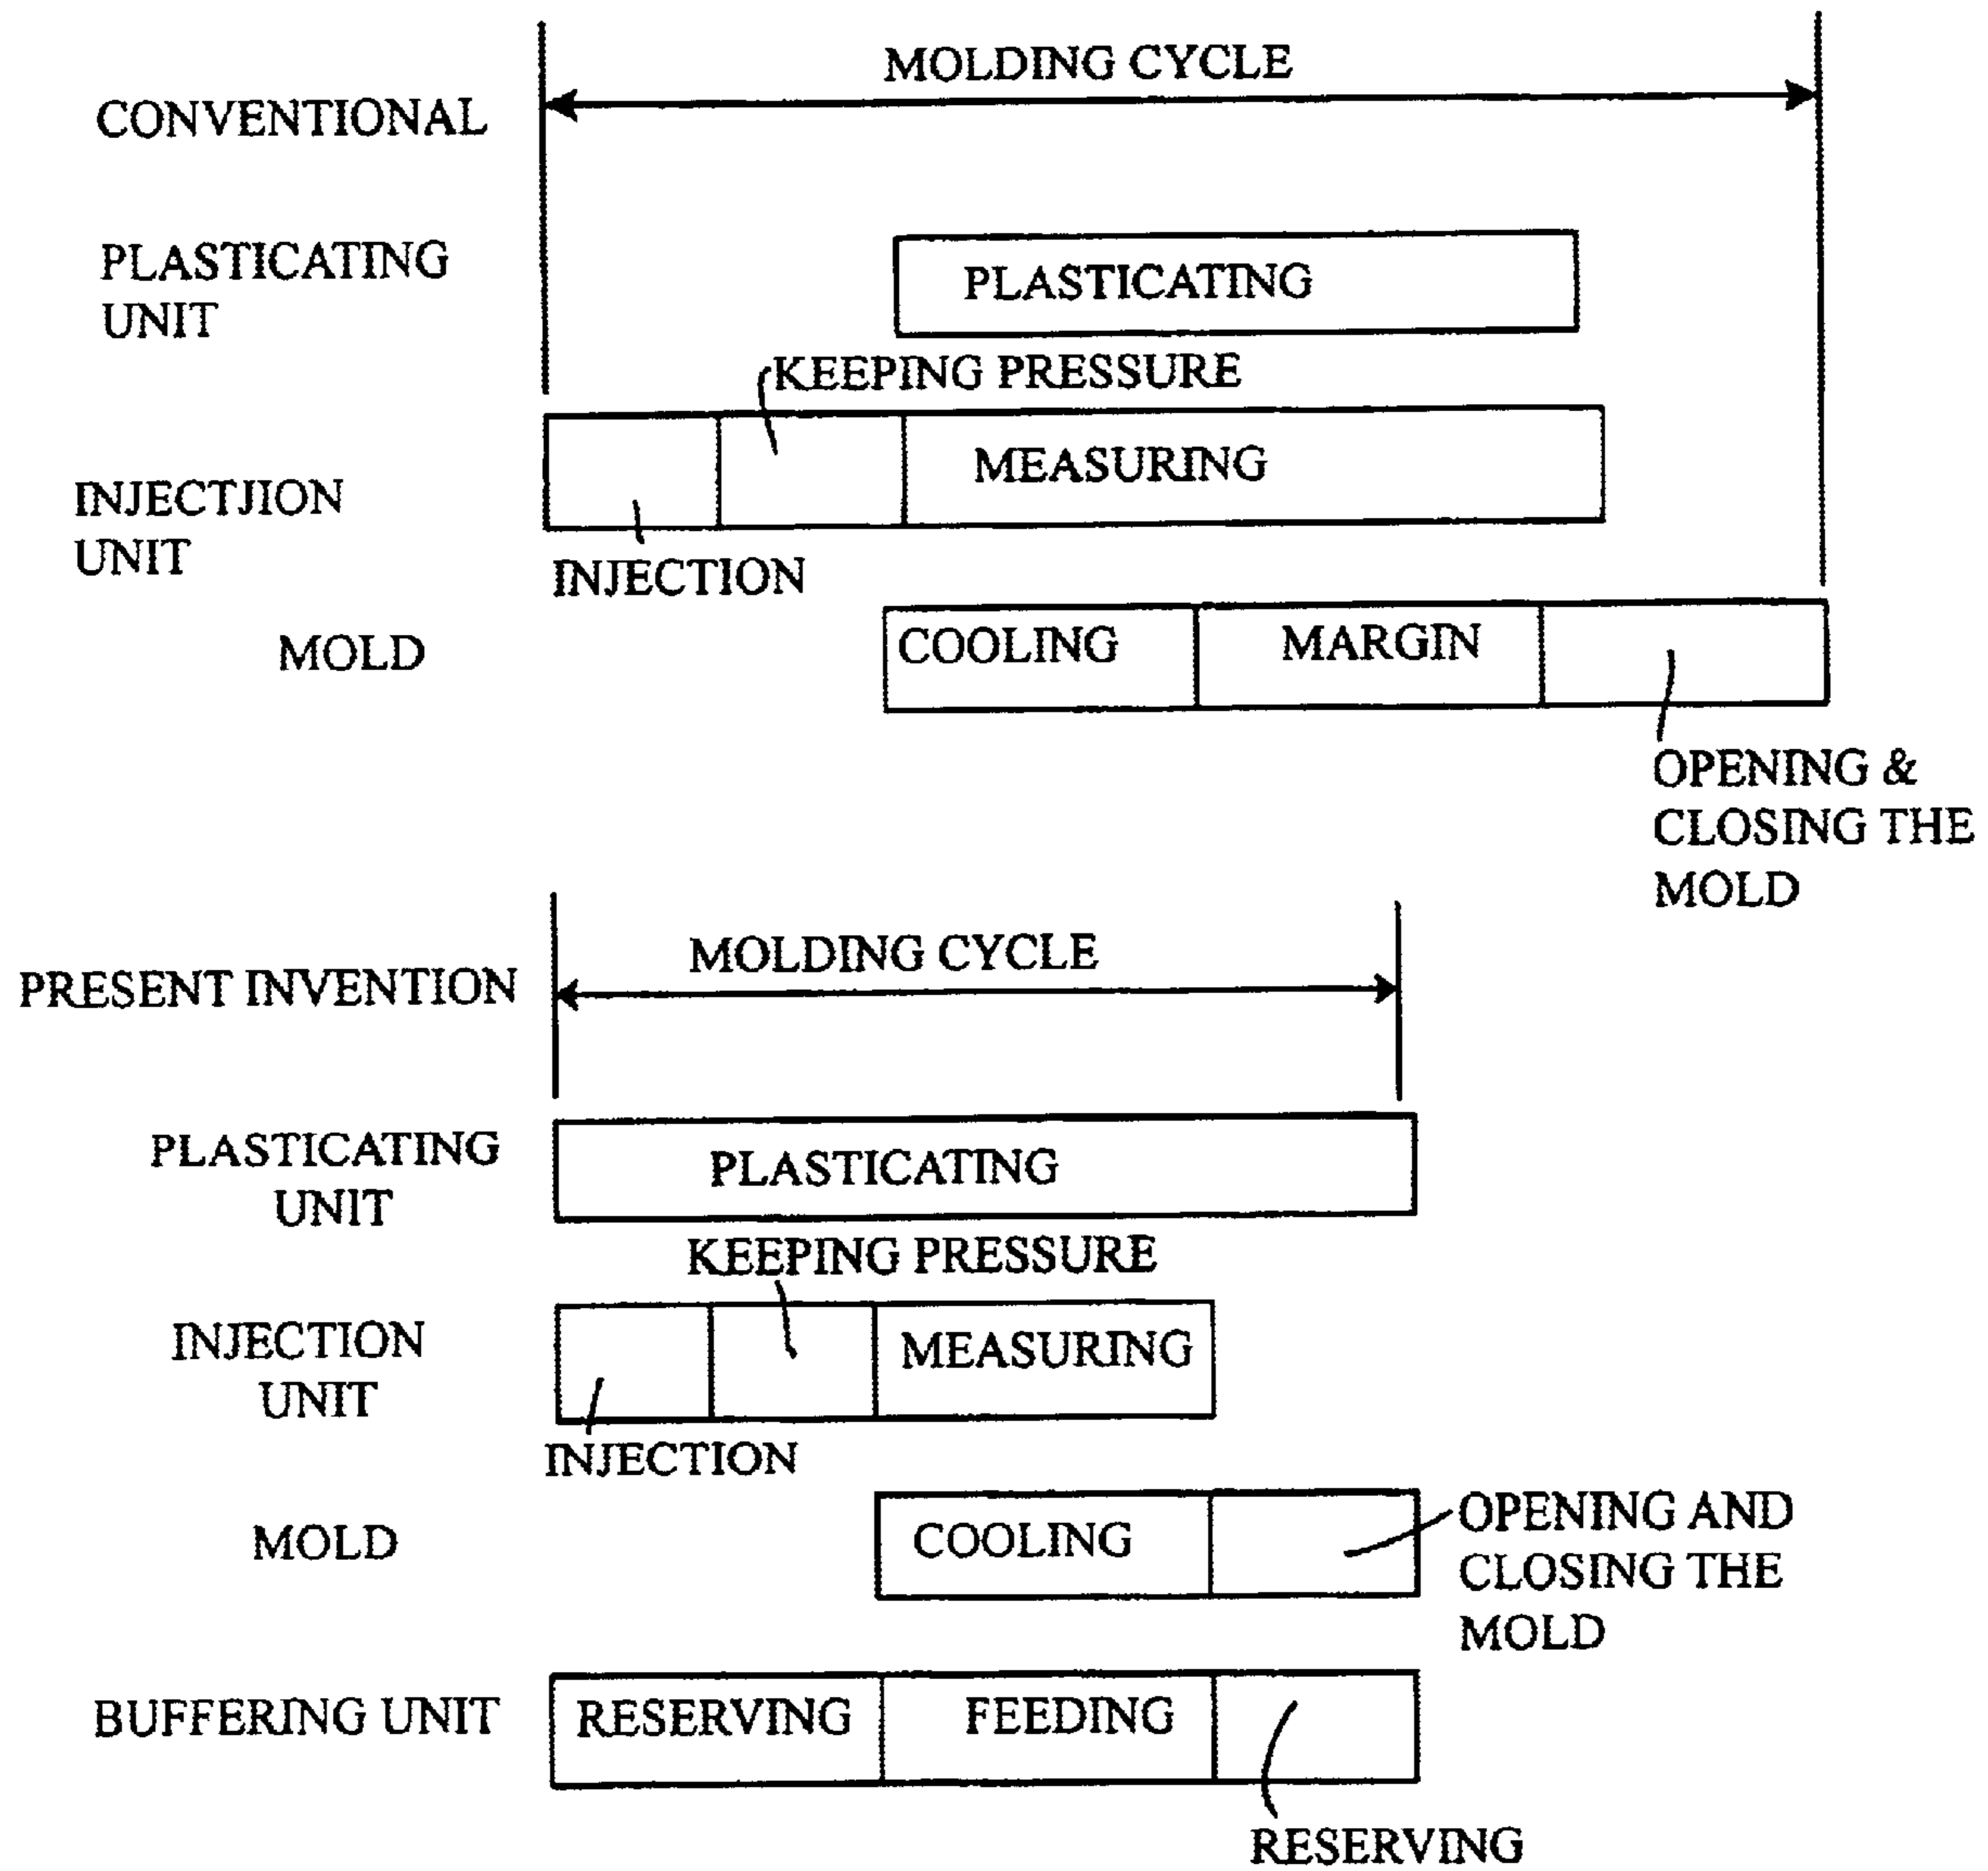 MOLDING CYCLE
CONVENTIONAL
PLASTICATING
UNIT
PLASTICATING
KEEPING PRESSURE
MEASURING
INJECTJION
UNIT
INJECTION
MOLD
COOLING
MARGIN
OPENING &
CLOSING THE
MOLD
MOLDING CYCLE
PRESENT INVENTION
PLASTICATING
UNIT
PLASTICATING
KEEPING PRESSURE
INJECTION
UNIT
MEASURING
INJECTION
MOLD
COOLING
OPENING AND
CLOSING THE
MOLD
BUFFERING UNIT
RESERVING
FEEDING
RESERVING